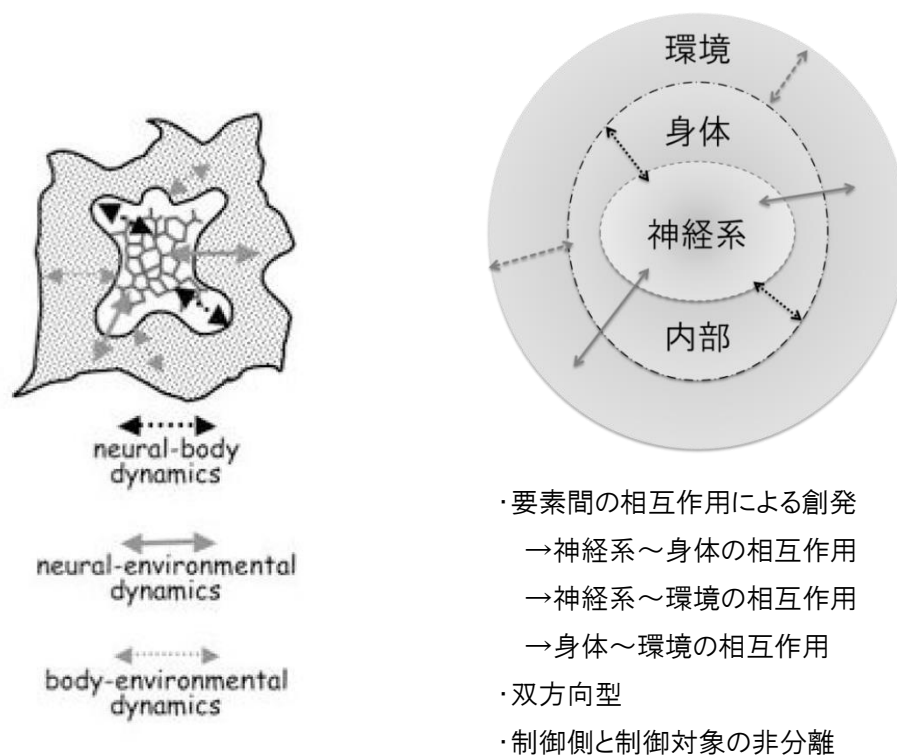 neural-body
dynamics
neural-environmental
dynamics
body-environmental
dynamics
環境
身体
神経系
内部
・要素間の相互作用による創発
→神経系～身体の相互作用
→神経系～環境の相互作用
→身体～環境の相互作用
・双方向型
・制御側と制御対象の非分離